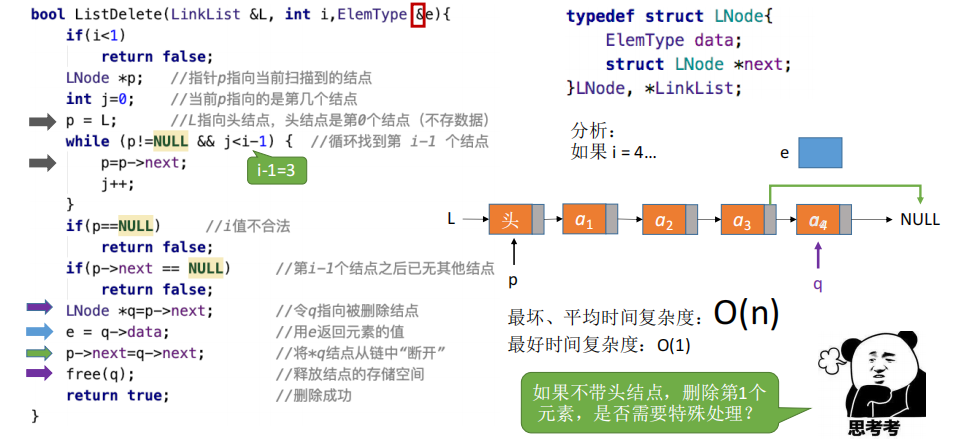 bool ListDelete(LinkList &L, int i,ElemType &e){
if(i<1)
return false;
LNode *p; //指针p指向当前扫描到的结点
int j=0; //当前p指向的是第几个结点
p = L; //L指向头结点，头结点是第0个结点（不存数据）
while (p!=NULL && j<i-1) { //循环找到第 i-1 个结点
p=p->next;
j++;
}
i-1=3
if(p==NULL) //i值不合法
return false;
if(p->next == NULL) //第i-1个结点之后已无其他结点
return false;
LNode *q=p->next; //令q指向被删除结点
e = q->data; //用e返回元素的值
p->next=q->next; //将*q结点从链中“断开”
free(q); //释放结点的存储空间
return true; //删除成功
}
typedef struct LNode{
ElemType data;
struct LNode *next;
}LNode, *LinkList;
分析：
如果 i = 4…
e
L 头 a1 a2 a3 a4 NULL
p q
最坏、平均时间复杂度：O(n)
最好时间复杂度：O(1)
如果不带头结点，删除第1个
元素，是否需要特殊处理？
思考考